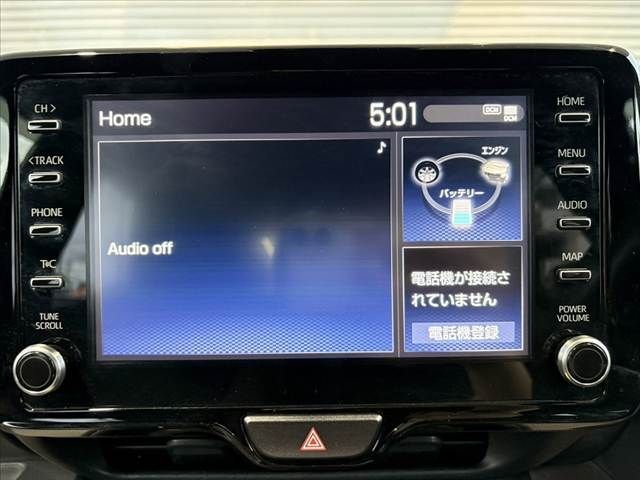 CH >
<TRACK
PHONE
T@C
TUNE
SCROLL
Home
5:01
DCM
DCM
Audio off
エンジン
バッテリー
電話機が接続さ
れていません
電話機登録
HOME
MENU
AUDIO
MAP
POWER
VOLUME